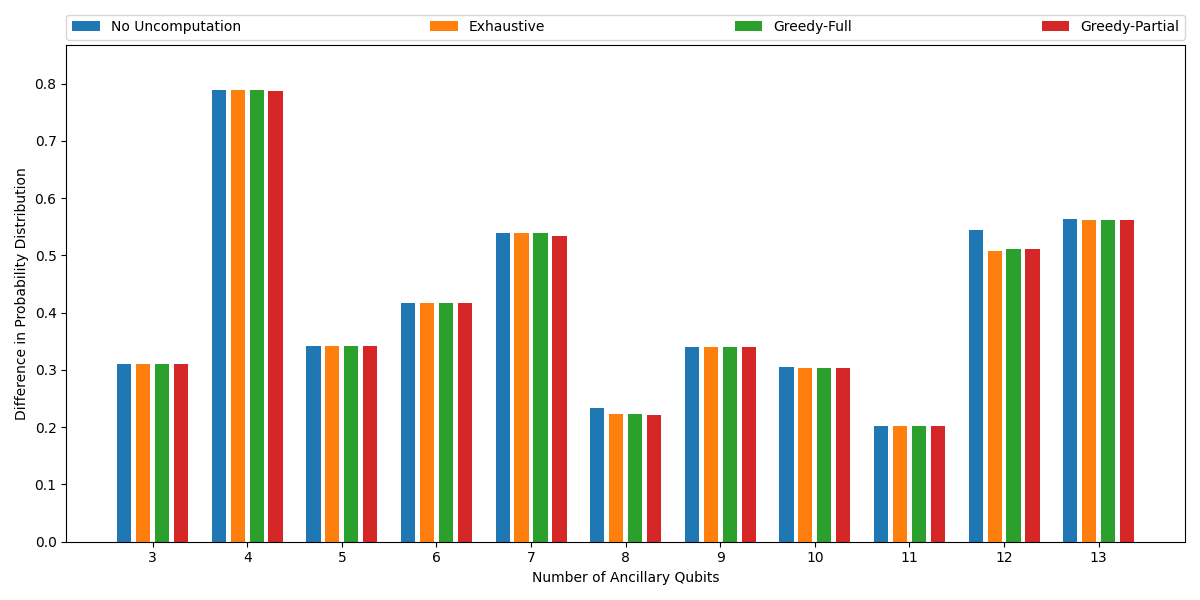 No Uncomputation Exhaustive Greedy-Full Greedy-Partial
0.8
0.7
0.6
0.5
0.4
0.3
0.2
0.1
0.0
Difference in Probability Distribution
3 4 5 6 7 8 9 10 11 12 13
Number of Ancillary Qubits